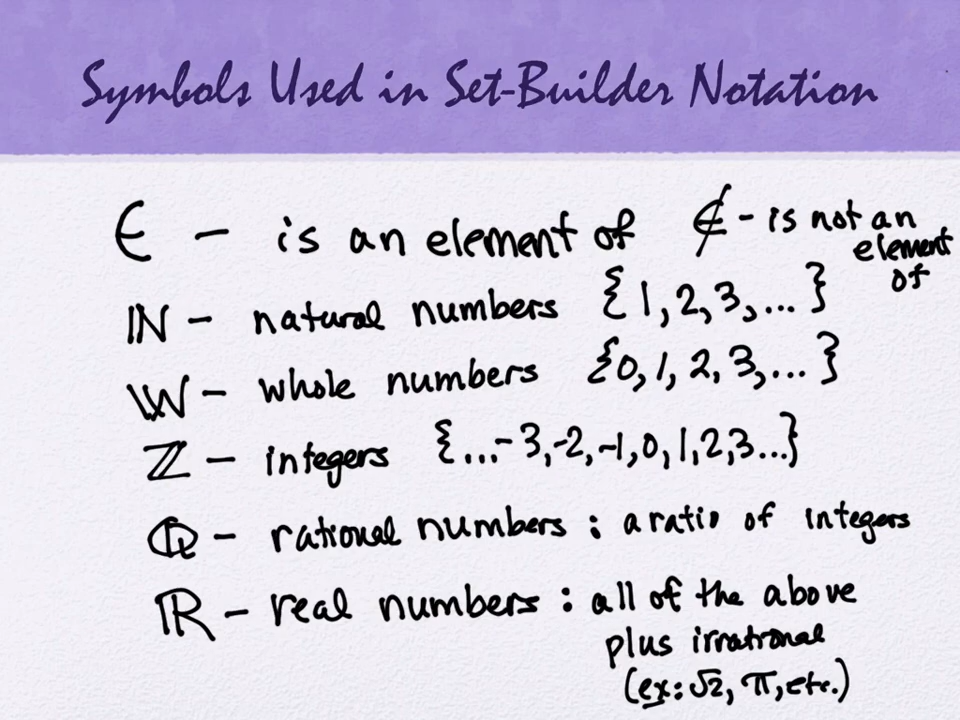 Symbols Used in Set-Builder Notation
∈ - is an element of ∉ - is not an
element
of
ℕ - natural numbers {1, 2, 3, ... }
𝕎 - whole numbers {0, 1, 2, 3, ... }
ℤ - integers {...-3, -2, -1, 0, 1, 2, 3...}
ℚ - rational numbers : a ratio of integers
ℝ - real numbers : all of the above
plus irrational
(ex: √2, π, etc.)